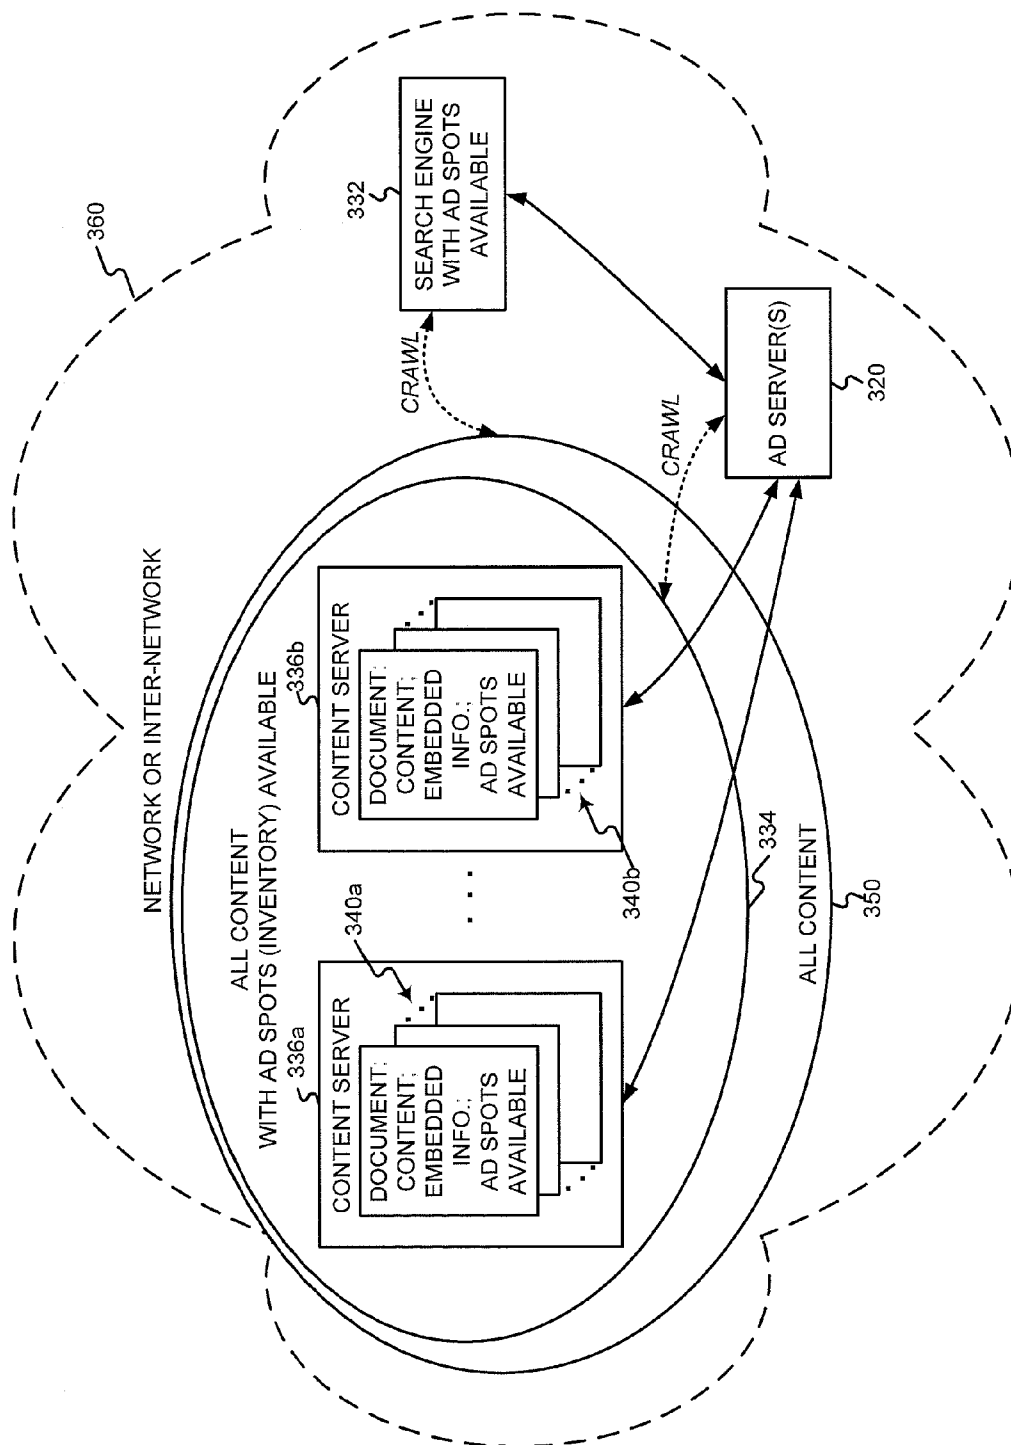 360
NETWORK OR INTER-NETWORK
ALL CONTENT
WITH AD SPOTS (INVENTORY) AVAILABLE
336a
CONTENT SERVER
DOCUMENT:
CONTENT;
EMBEDDED
INFO.;
AD SPOTS
AVAILABLE
340a
. . .
336b
CONTENT SERVER
DOCUMENT:
CONTENT;
EMBEDDED
INFO.;
AD SPOTS
AVAILABLE
340b
CRAWL
332
SEARCH ENGINE
WITH AD SPOTS
AVAILABLE
CRAWL
AD SERVER(S)
320
334
ALL CONTENT
350